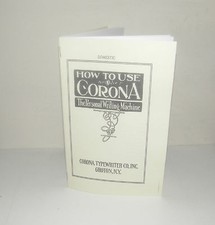 HOW TO USE
CORONA
The Personal Writing Machine
CORONA TYPEWRITER CO. INC.
GROTON, N.Y.